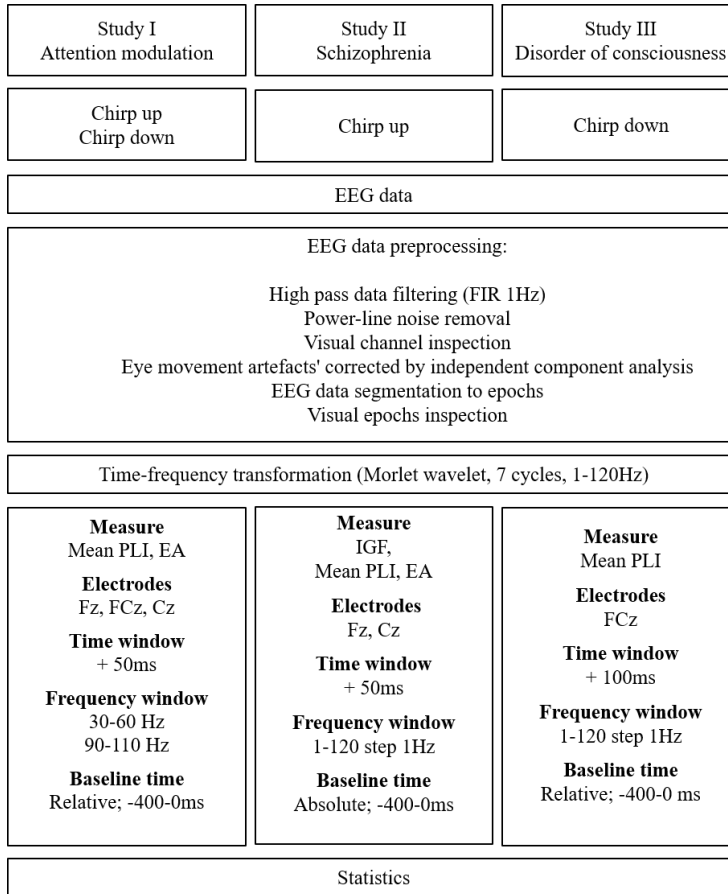 Study I
Attention modulation
Study II
Schizophrenia
Study III
Disorder of consciousness
Chirp up
Chirp down
Chirp up
Chirp down
EEG data
EEG data preprocessing:
High pass data filtering (FIR 1Hz)
Power-line noise removal
Visual channel inspection
Eye movement artefacts' corrected by independent component analysis
EEG data segmentation to epochs
Visual epochs inspection
Time-frequency transformation (Morlet wavelet, 7 cycles, 1-120Hz)
Measure
Mean PLI, EA
Electrodes
Fz, FCz, Cz
Time window
+ 50ms
Frequency window
30-60 Hz
90-110 Hz
Baseline time
Relative; -400-0ms
Measure
IGF,
Mean PLI, EA
Electrodes
Fz, Cz
Time window
+ 50ms
Frequency window
1-120 step 1Hz
Baseline time
Absolute; -400-0ms
Measure
Mean PLI
Electrodes
FCz
Time window
+ 100ms
Frequency window
1-120 step 1Hz
Baseline time
Relative; -400-0 ms
Statistics